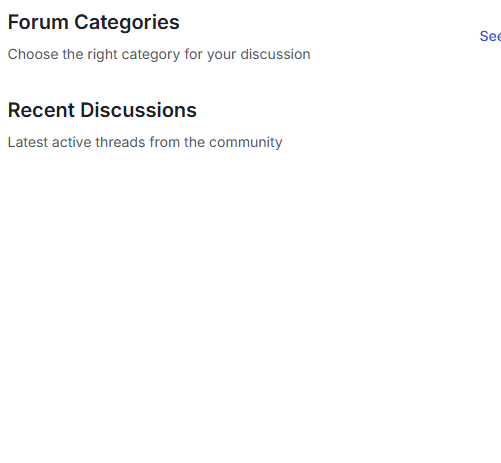 Forum Categories
Choose the right category for your discussion
See
Recent Discussions
Latest active threads from the community